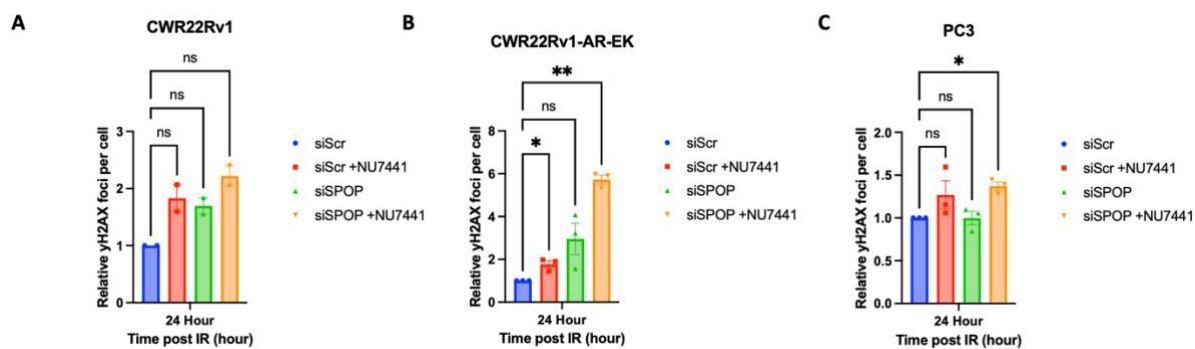 A
CWR22Rv1
ns
ns
ns
Relative yH2AX foci per cell
3
2
1
0
24 Hour
Time post IR (hour)
siScr
siScr +NU7441
siSPOP
siSPOP +NU7441
B
CWR22Rv1-AR-EK
**
ns
*
Relative yH2AX foci per cell
8
6
4
2
0
24 Hour
Time post IR (hour)
siScr
siScr +NU7441
siSPOP
siSPOP +NU7441
C
PC3
*
ns
ns
Relative yH2AX foci per cell
2.0
1.5
1.0
0.5
0.0
24 Hour
Time post IR (hour)
siScr
siScr +NU7441
siSPOP
siSPOP +NU7441